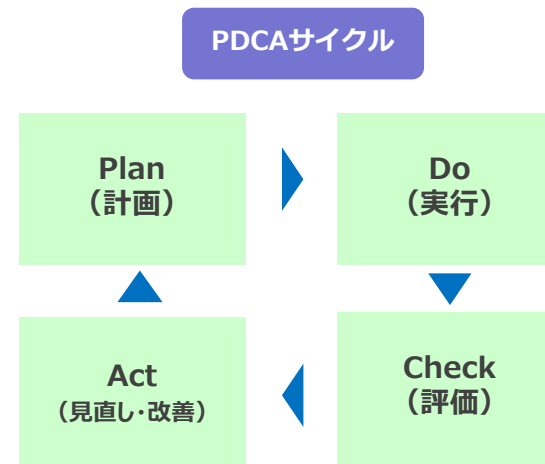 PDCAサイクル
Plan
（計画）
Do
（実行）
Act
（見直し・改善）
Check
（評価）